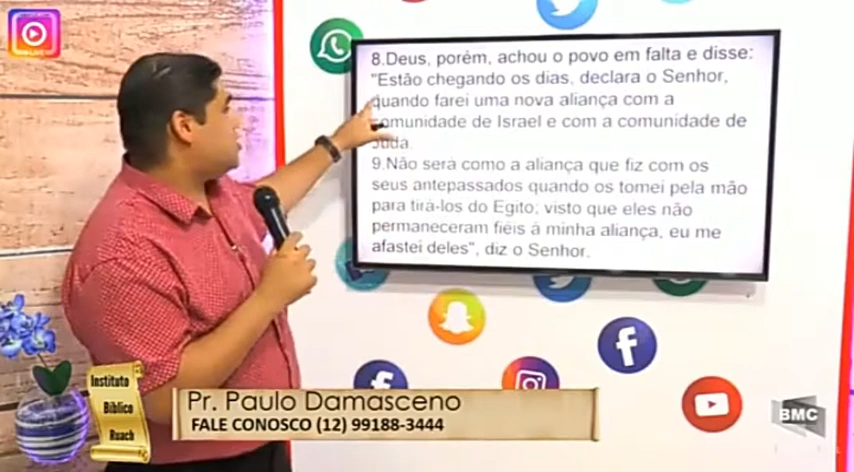 8.Deus, porém, achou o povo em falta e disse:
"Estão chegando os dias, declara o Senhor,
quando farei uma nova aliança com a
comunidade de Israel e com a comunidade de
Judá.
9.Não será como a aliança que fiz com os
seus antepassados quando os tomei pela mão
para tirá-los do Egito; visto que eles não
permaneceram fiéis à minha aliança, eu me
afastei deles", diz o Senhor.
Instituto
Bíblico
Ruach
Pr. Paulo Damasceno
FALE CONOSCO (12) 99188-3444
BMC